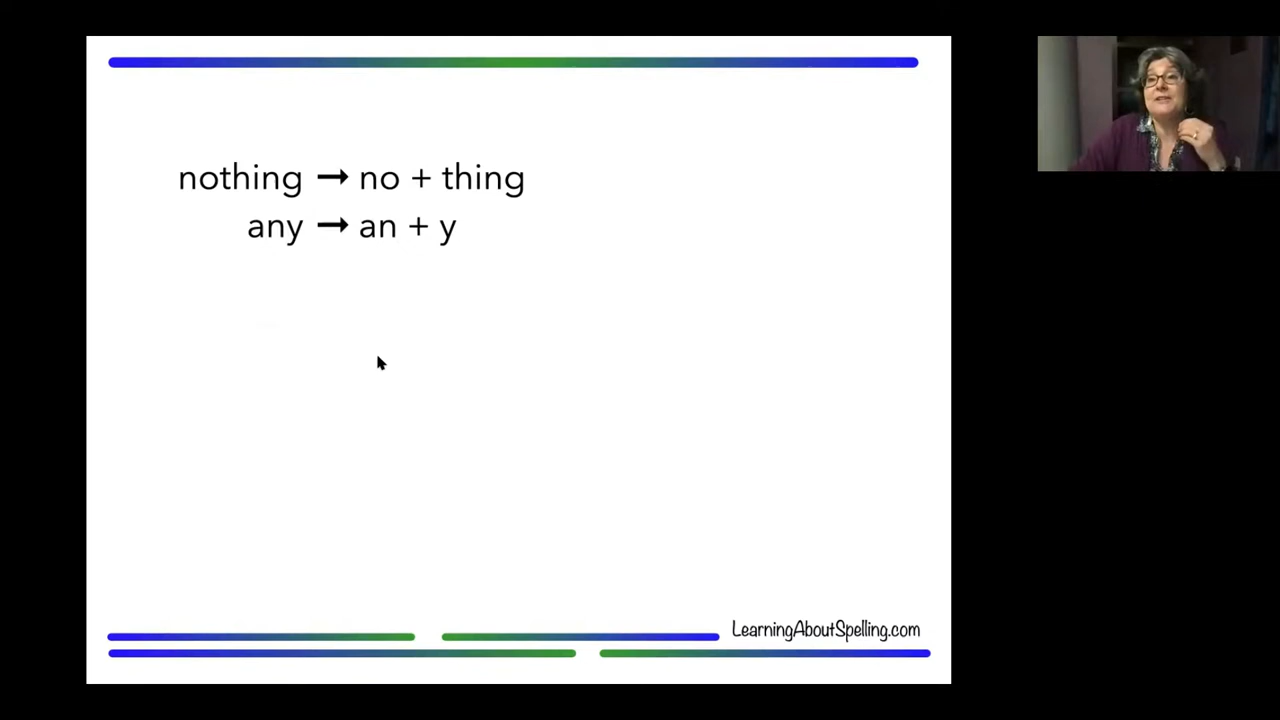 nothing → no + thing
any → an + y
LearningAboutSpelling.com